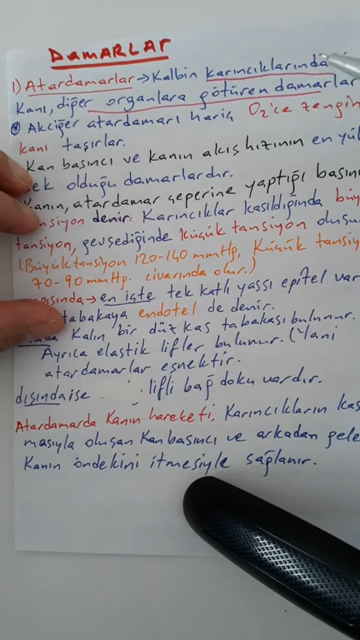 DAMARLAR
1) Atardamarlar → Kalbin karıncıklarında
Kanı, diğer organlara götüren damarlar
* Akciğer atardamarı hariç O2'ce zengin
kanı taşırlar.
Kan basıncı ve kanın akış hızının en yük
sek olduğu damarlardır.
Kanın, atardamar çeperine yaptığı basın
tansiyon denir. Karıncıklar kasıldığında büy
tansiyon, gevşediğinde küçük tansiyon oluşu
(Büyük tansiyon 120-140 mmHg, Küçük tansiy
70-90 mmHg. civarında olur.)
en içte tek katlı yassı epitel var
tabakaya endotel de denir.
Kalın bir düz kas tabakası bulunur.
Ayrıca elastik lifler bulunur. (Yani
atardamarlar esnektir.
dışında ise lifli bağ doku vardır.
Atardamarda Kanın hareketi, Karıncıkların kas
masıyla oluşan Kan basıncı ve arkadan gele
Kanın öndekini itmesiyle sağlanır.